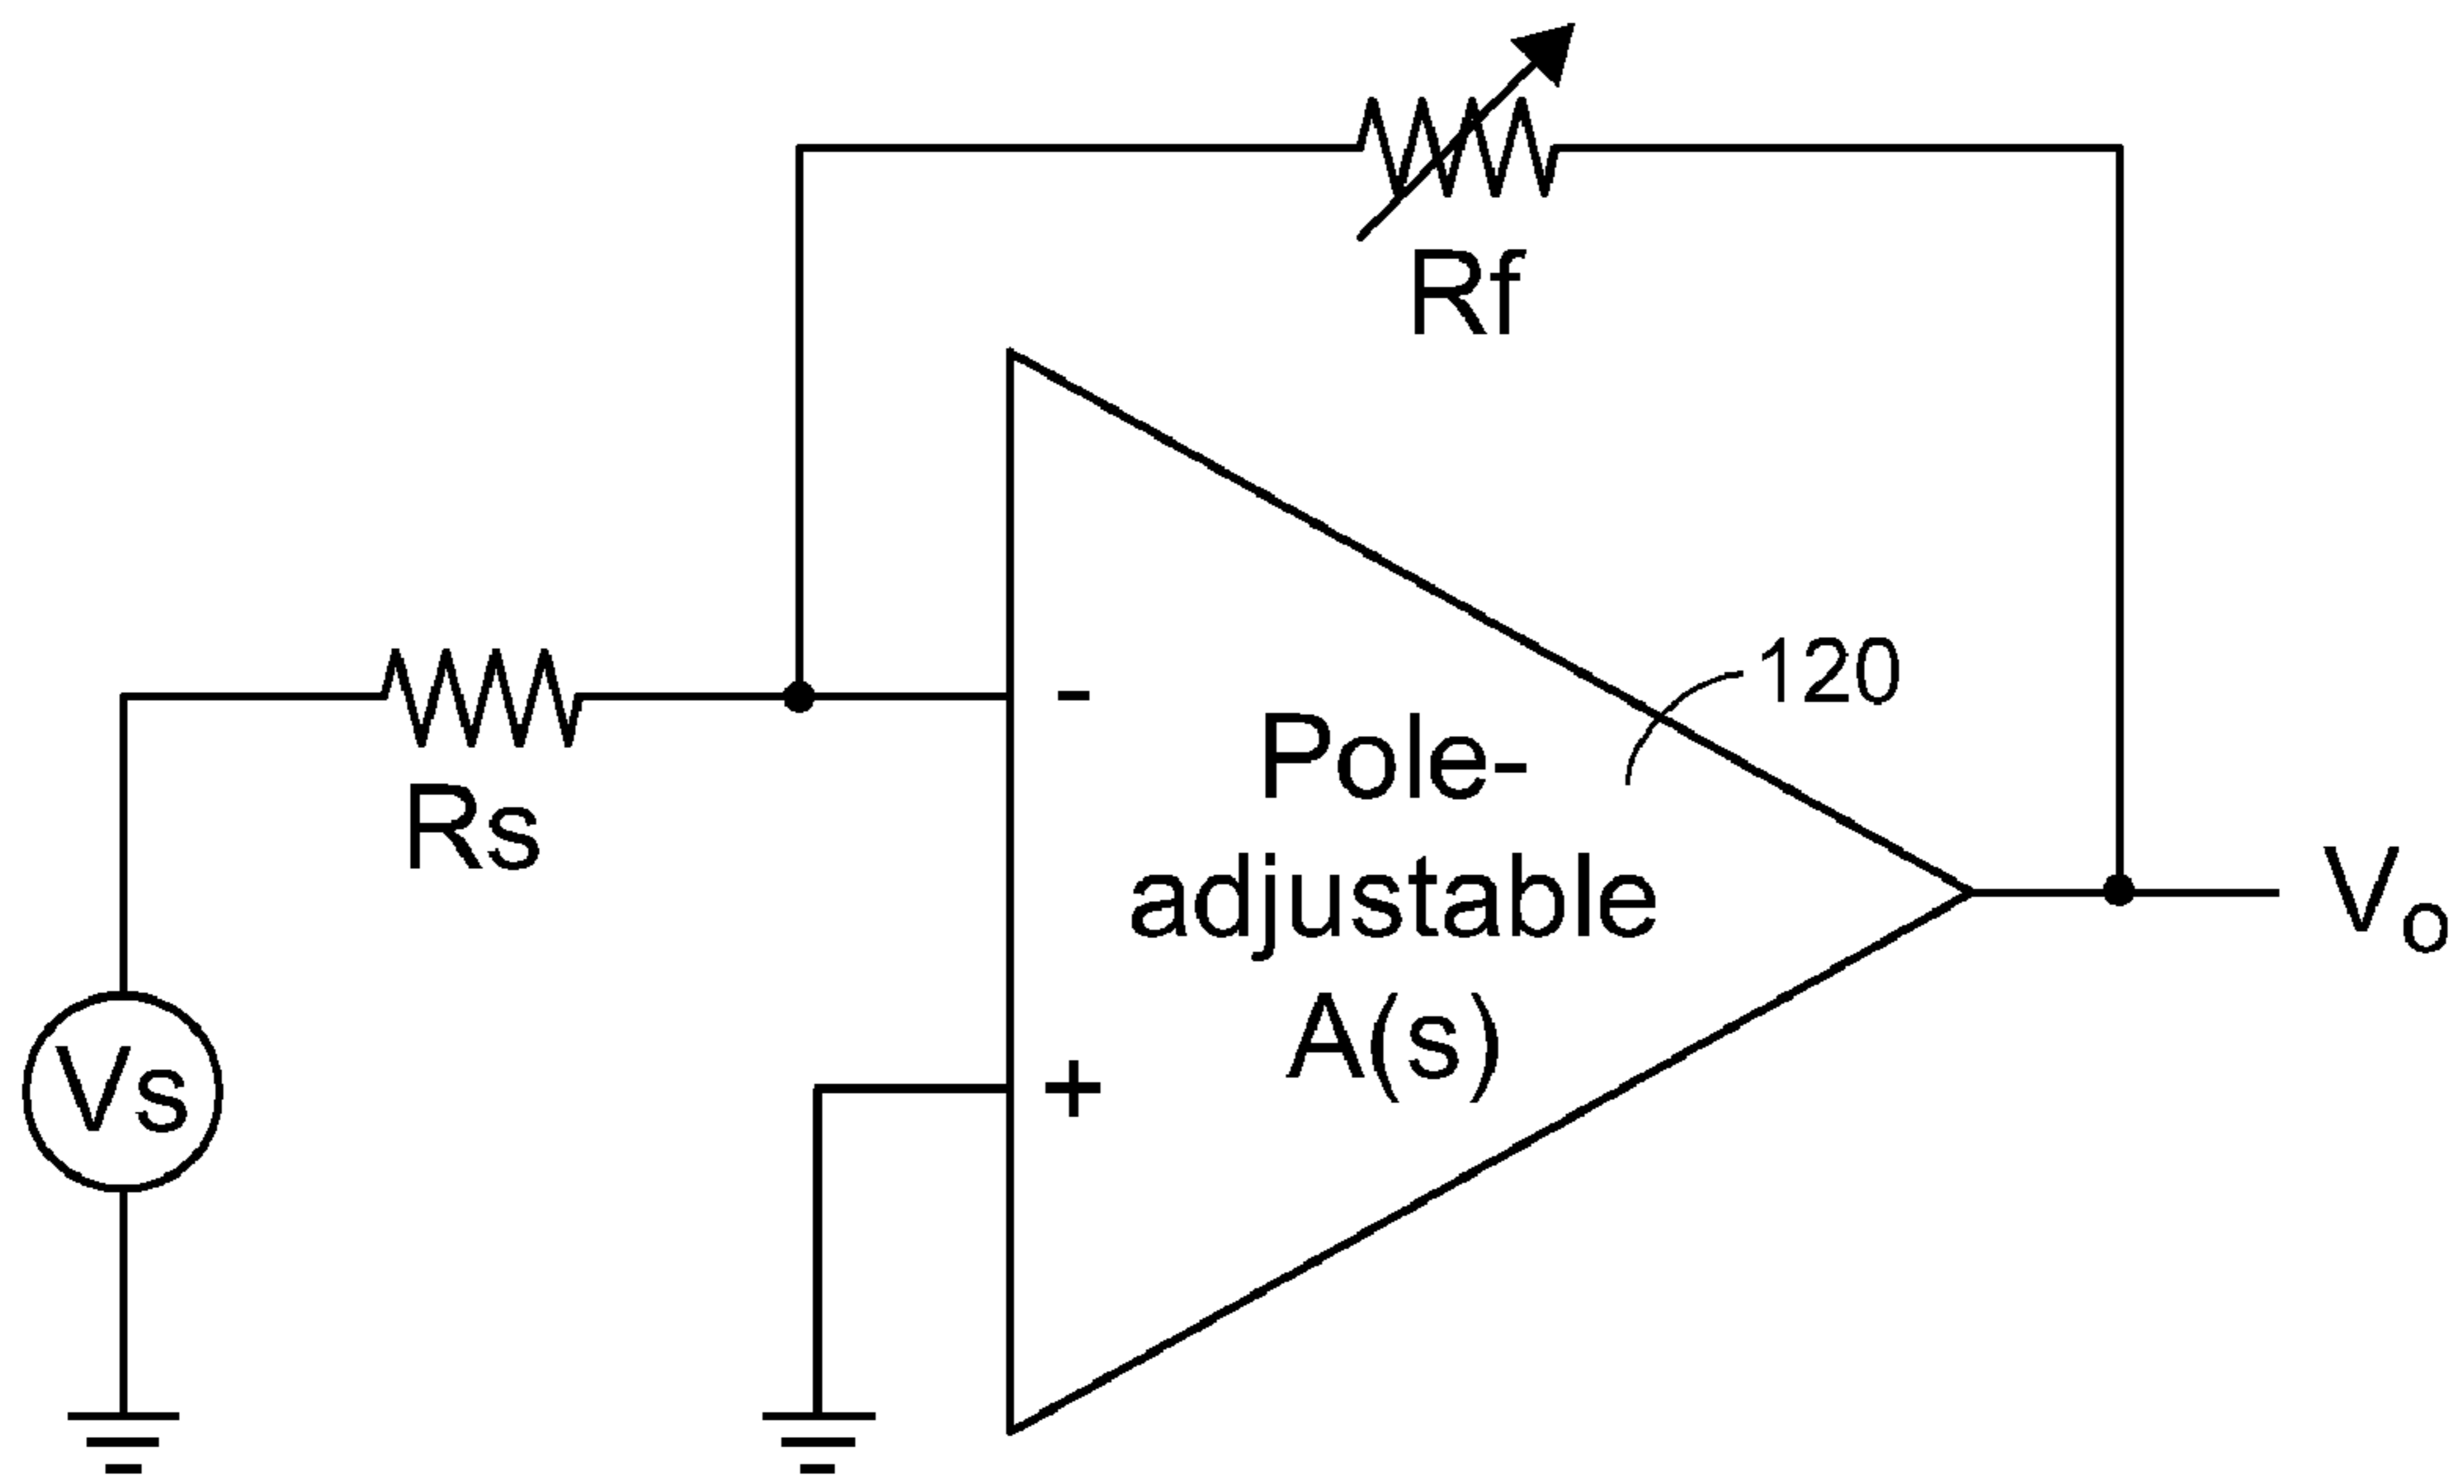 Rf
120
-
Pole-
adjustable
A(s)
+
Rs
Vs
Vo